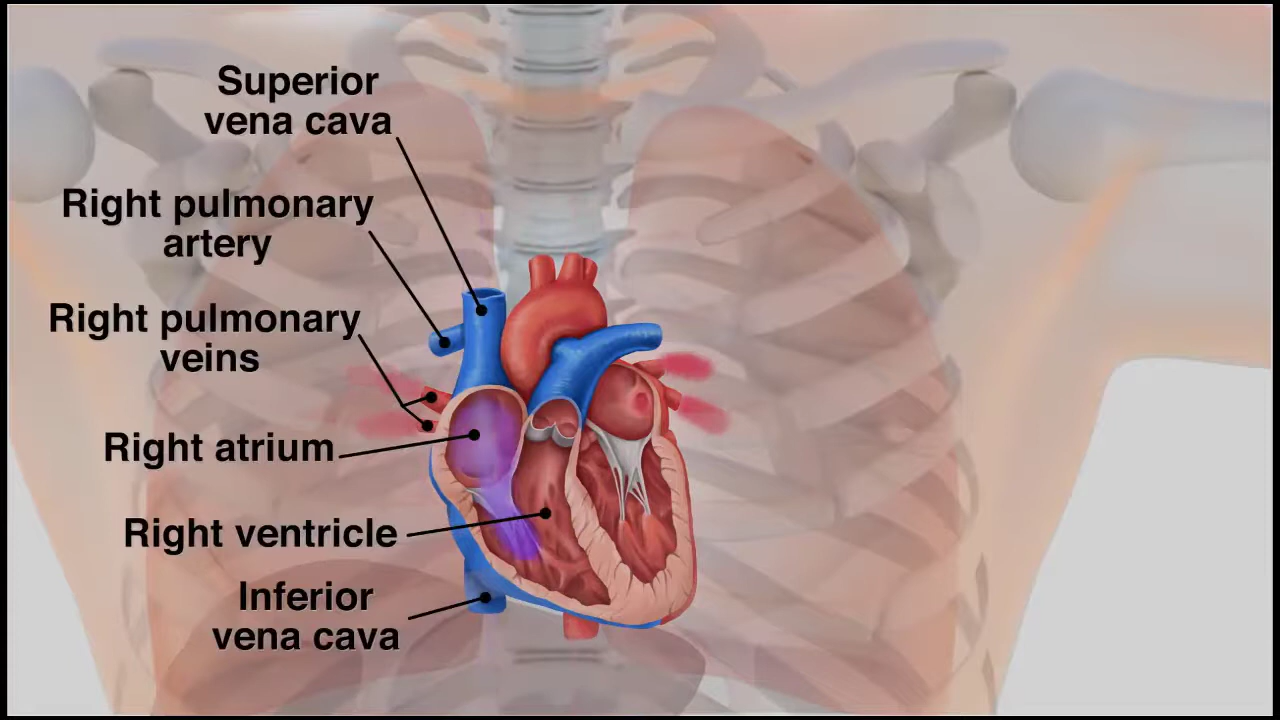 Superior
vena cava
Right pulmonary
artery
Right pulmonary
veins
Right atrium
Right ventricle
Inferior
vena cava